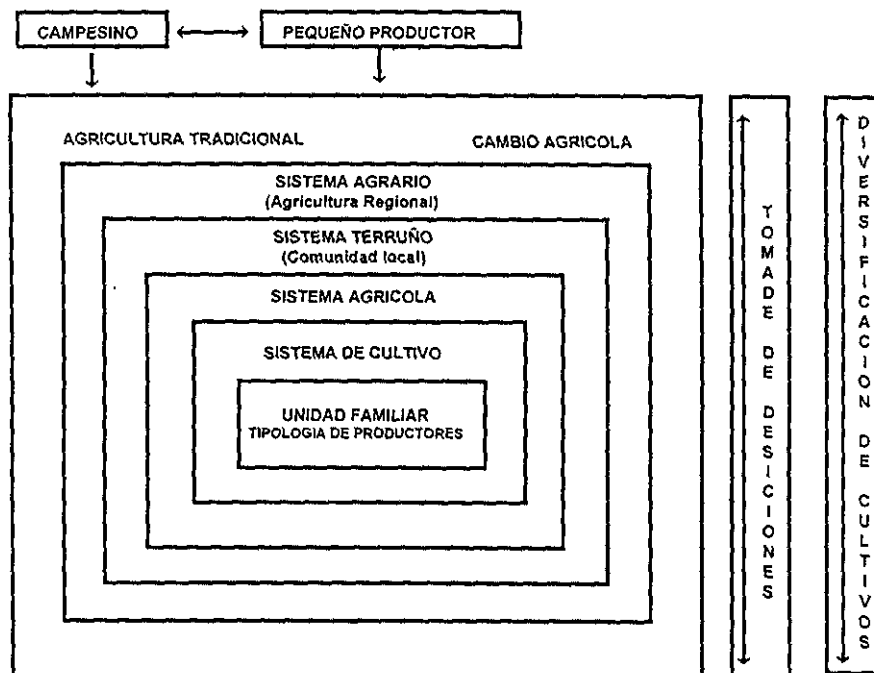 CAMPESINO
PEQUEÑO PRODUCTOR
AGRICULTURA TRADICIONAL
CAMBIO AGRICOLA
SISTEMA AGRARIO
(Agricultura Regional)
SISTEMA TERRUÑO
(Comunidad local)
SISTEMA AGRICOLA
SISTEMA DE CULTIVO
UNIDAD FAMILIAR
TIPOLOGIA DE PRODUCTORES
TOMADE DE DESICIONES
DIVERSIFICACION DE CULTIVOS